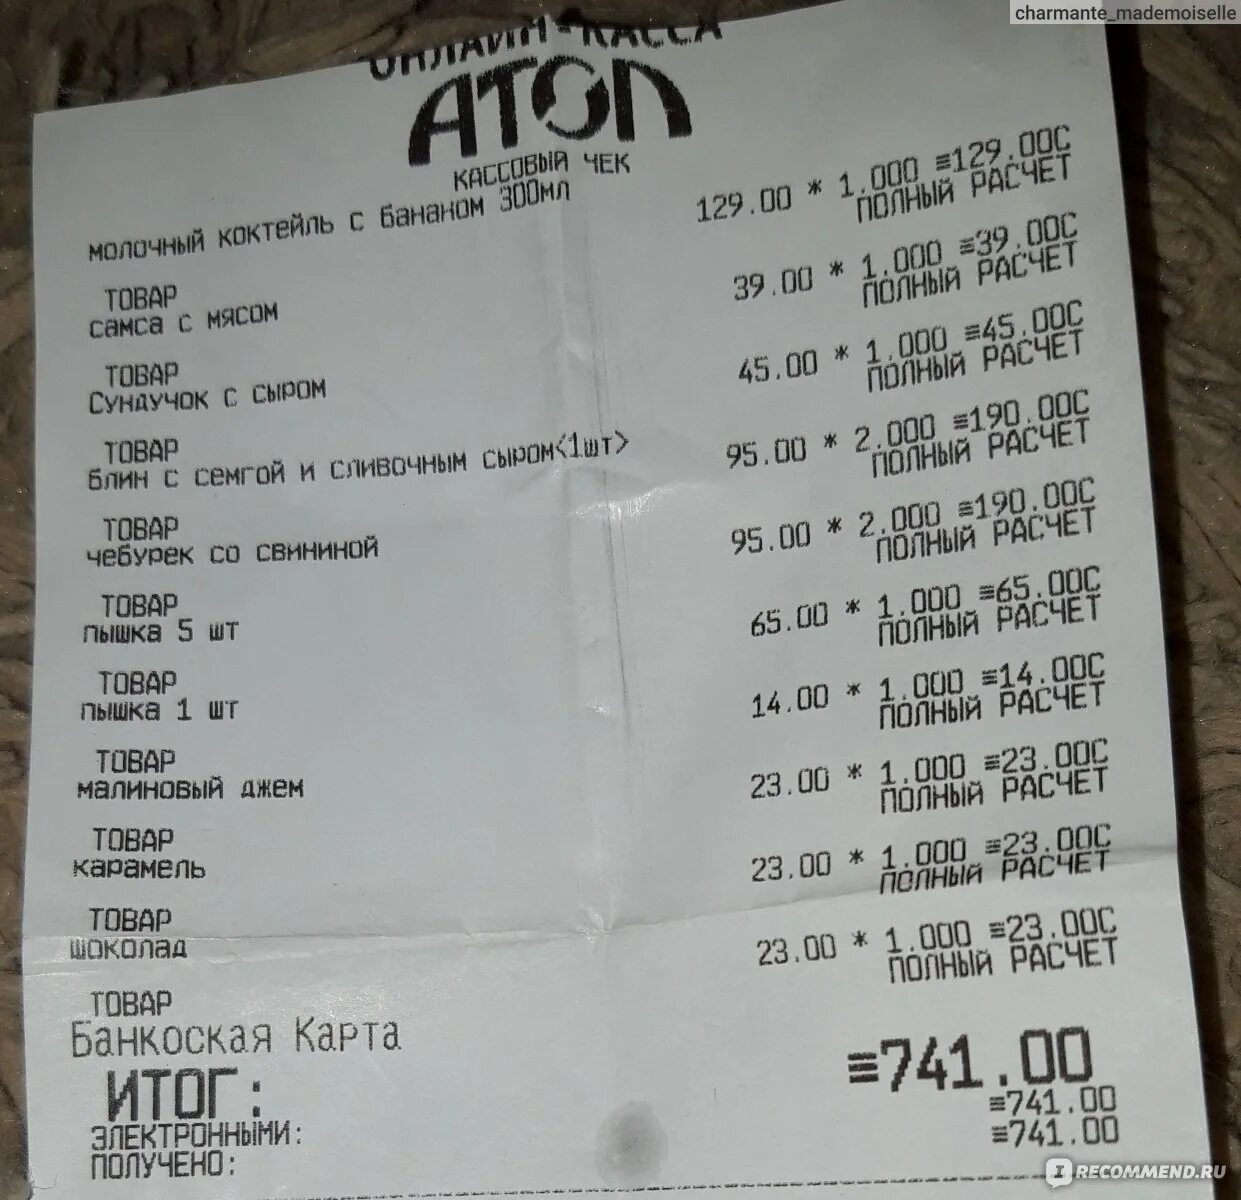 charmante_mademoiselle
ОНЛАЙН-КАССА
АТОЛ
КАССОВЫЙ ЧЕК
молочный коктейль с бананом 300мл
129.00 * 1.000 ≡129.00С
ТОВАР ПОЛНЫЙ РАСЧЕТ
самса с мясом
39.00 * 1.000 ≡39.00С
ТОВАР ПОЛНЫЙ РАСЧЕТ
Сундучок с сыром
45.00 * 1.000 ≡45.00С
ТОВАР ПОЛНЫЙ РАСЧЕТ
блин с семгой и сливочным сыром<1шт>
95.00 * 2.000 ≡190.00С
ТОВАР ПОЛНЫЙ РАСЧЕТ
чебурек со свининой
95.00 * 2.000 ≡190.00С
ТОВАР ПОЛНЫЙ РАСЧЕТ
пышка 5 шт
65.00 * 1.000 ≡65.00С
ТОВАР ПОЛНЫЙ РАСЧЕТ
пышка 1 шт
14.00 * 1.000 ≡14.00С
ТОВАР ПОЛНЫЙ РАСЧЕТ
малиновый джем
23.00 * 1.000 ≡23.00С
ТОВАР ПОЛНЫЙ РАСЧЕТ
карамель
23.00 * 1.000 ≡23.00С
ТОВАР ПОЛНЫЙ РАСЧЕТ
шоколад
23.00 * 1.000 ≡23.00С
ТОВАР ПОЛНЫЙ РАСЧЕТ
Банкоская Карта
ИТОГ: ≡741.00
ЭЛЕКТРОННЫМИ: ≡741.00
ПОЛУЧЕНО: ≡741.00
IRECOMMEND.RU